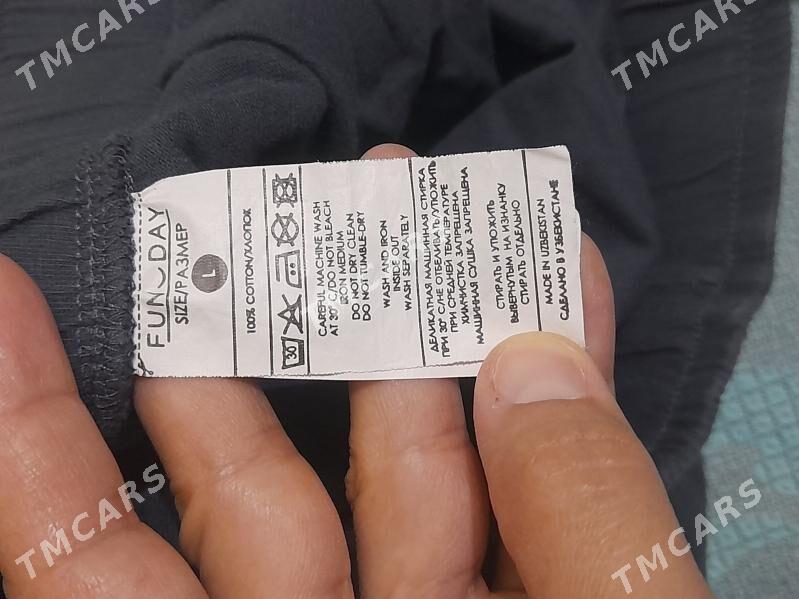 FUN DAY
SIZE/РАЗМЕР
L
100% COTTON/ХЛОПОК
30
CAREFUL MACHINE WASH
AT 30° C/DO NOT BLEACH
IRON MEDIUM
DO NOT DRY CLEAN
DO NOT TUMBLE-DRY
WASH AND IRON
INSIDE OUT
WASH SEPARATELY
ДЕЛИКАТНАЯ МАШИННАЯ СТИРКА
ПРИ 30° С/НЕ ОТБЕЛИВАТЬ/УТЮЖИТЬ
ПРИ СРЕДНЕЙ ТЕМПЕРАТУРЕ
ХИМЧИСТКА ЗАПРЕЩЕНА
МАШИННАЯ СУШКА ЗАПРЕЩЕНА
СТИРАТЬ И УТЮЖИТЬ
ВЫВЕРНУТЫМ НА ИЗНАНКУ
СТИРАТЬ ОТДЕЛЬНО
MADE IN UZBEKISTAN
СДЕЛАНО В УЗБЕКИСТАНЕ
TMCARS
TMCARS
TMCARS
TMCARS